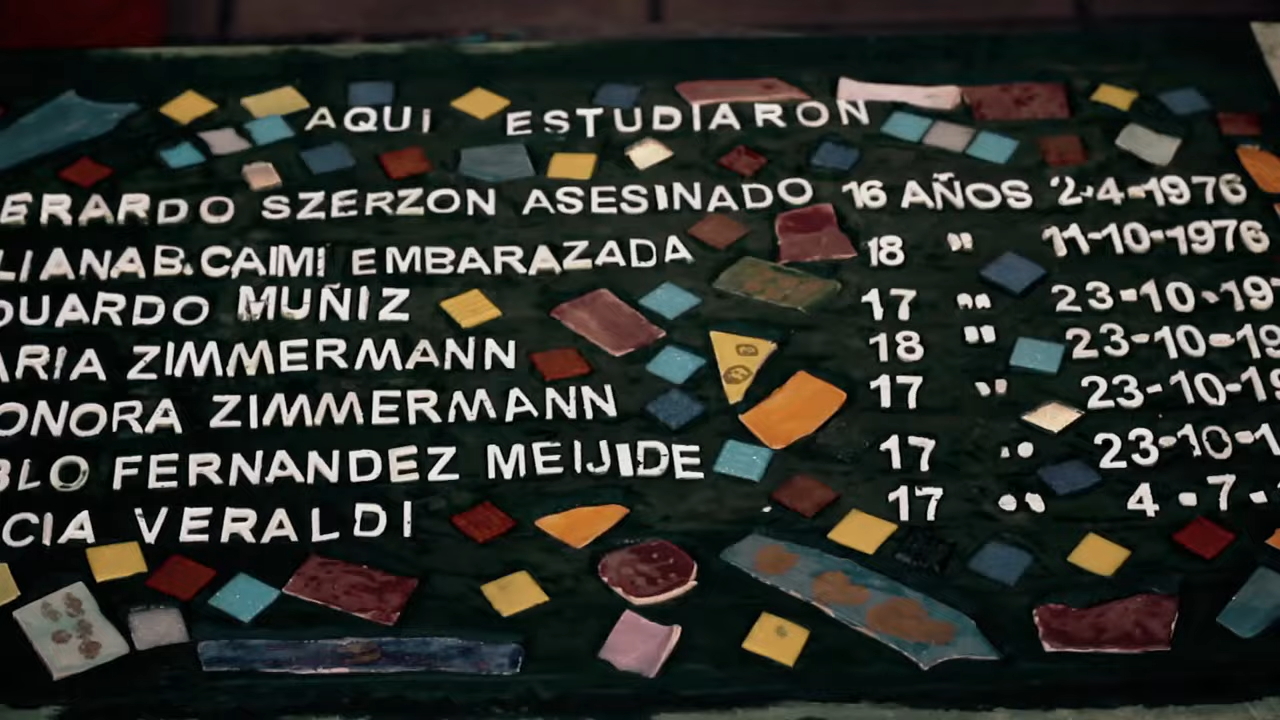 AQUI ESTUDIARON
ERARDO SZERZON ASESINADO 16 AÑOS 2-4-1976
LIANA B. CAIMI EMBARAZADA 18 " 11-10-1976
DUARDO MUÑIZ 17 " 23-10-197
ARIA ZIMMERMANN 18 " 23-10-19
ONORA ZIMMERMANN 17 " 23-10-19
BLO FERNANDEZ MEIJIDE 17 " 23-10-1
CIA VERALDI 17 " 4-7-